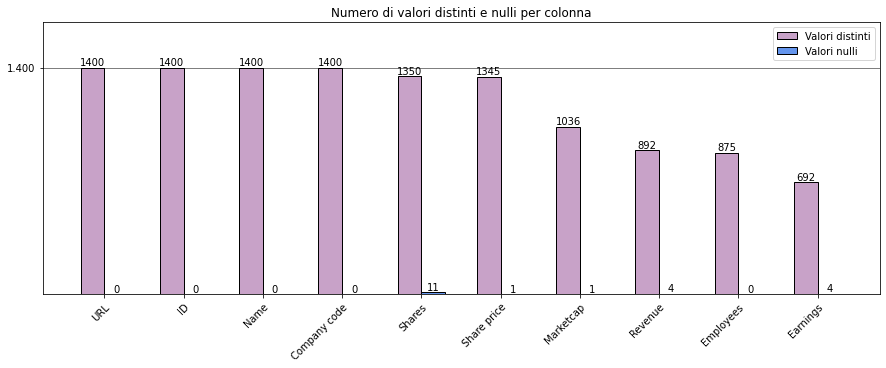 Numero di valori distinti e nulli per colonna
Valori distinti
Valori nulli
1.400
1400 0 1400 0 1400 0 1400 0 1350 11 1345 1 1036 1 892 4 875 0 692 4
URL ID Name Company code Shares Share price Marketcap Revenue Employees Earnings